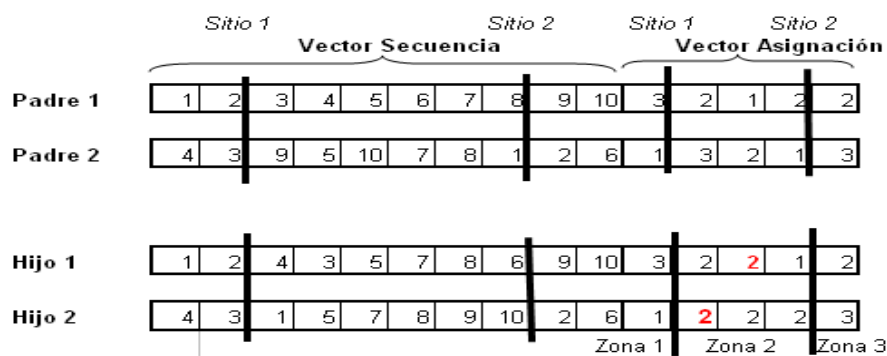 Sitio 1 Sitio 2 Sitio 1 Sitio 2
Vector Secuencia Vector Asignación
Padre 1 1 2 3 4 5 6 7 8 9 10 3 2 1 2 2
Padre 2 4 3 9 5 10 7 8 1 2 6 1 3 2 1 3
Hijo 1 1 2 4 3 5 7 8 6 9 10 3 2 2 1 2
Hijo 2 4 3 1 5 7 8 9 10 2 6 1 2 2 2 3
Zona 1 Zona 2 Zona 3